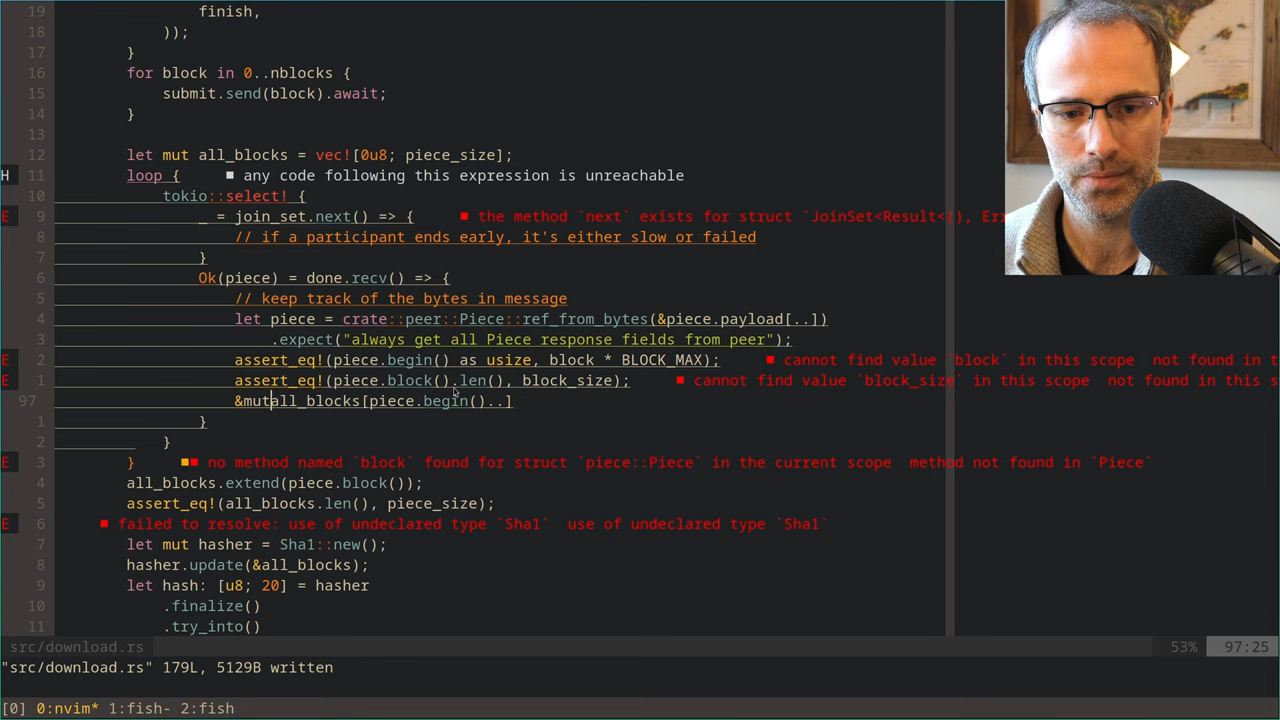 19 finish,
18 ));
17 }
16 for block in 0..nblocks {
15 submit.send(block).await;
14 }
13
12 let mut all_blocks = vec![0u8; piece_size];
H 11 loop { ■ any code following this expression is unreachable
10 tokio::select! {
E 9 _ = join_set.next() => { ■ the method `next` exists for struct `JoinSet<Result<(), Err
8 // if a participant ends early, it's either slow or failed
7 }
6 Ok(piece) = done.recv() => {
5 // keep track of the bytes in message
4 let piece = crate::peer::Piece::ref_from_bytes(&piece.payload[..])
3 .expect("always get all Piece response fields from peer");
E 2 assert_eq!(piece.begin() as usize, block * BLOCK_MAX); ■ cannot find value `block` in this scope  not found in t
E 1 assert_eq!(piece.block().len(), block_size); ■ cannot find value `block_size` in this scope  not found in this s
97 &mutall_blocks[piece.begin()..]
1 }
2 }
E 3 } ■■ no method named `block` found for struct `piece::Piece` in the current scope  method not found in `Piece`
4 all_blocks.extend(piece.block());
5 assert_eq!(all_blocks.len(), piece_size);
E 6 ■ failed to resolve: use of undeclared type `Sha1`  use of undeclared type `Sha1`
7 let mut hasher = Sha1::new();
8 hasher.update(&all_blocks);
9 let hash: [u8; 20] = hasher
10 .finalize()
11 .try_into()
src/download.rs 53% 97:25
"src/download.rs" 179L, 5129B written
[0] 0:nvim* 1:fish- 2:fish